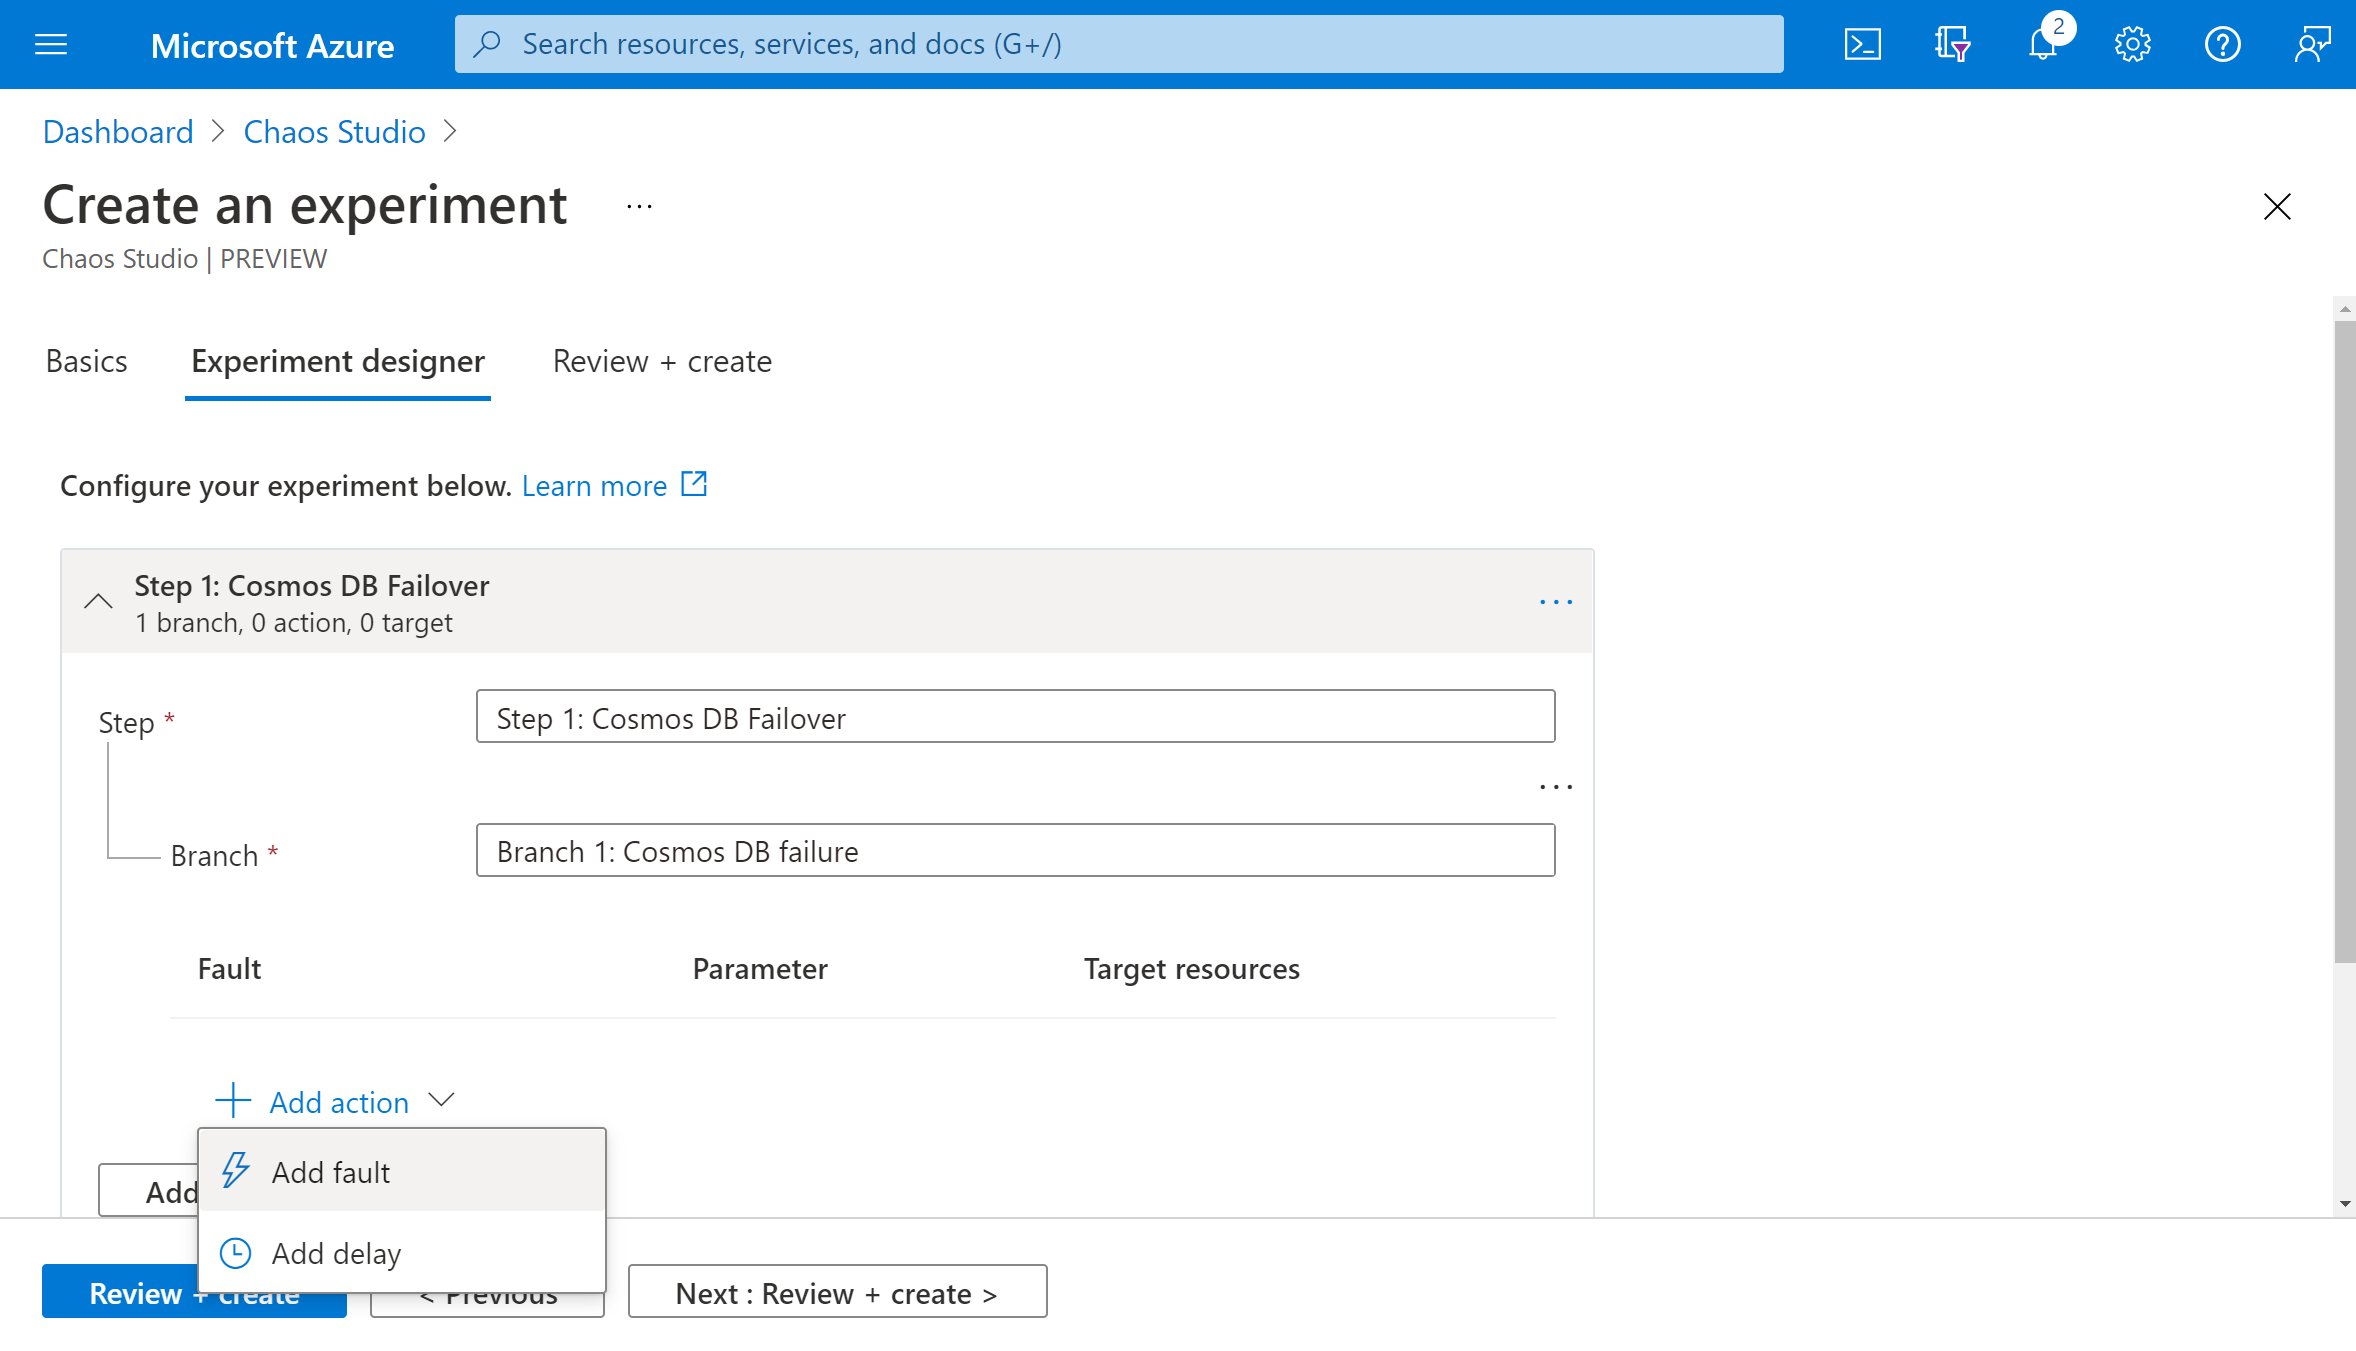 Microsoft Azure
Search resources, services, and docs (G+/)
2
Dashboard > Chaos Studio >
Create an experiment ...
Chaos Studio | PREVIEW
Basics
Experiment designer
Review + create
Configure your experiment below. Learn more
Step 1: Cosmos DB Failover
1 branch, 0 action, 0 target
Step *
Step 1: Cosmos DB Failover
Branch *
Branch 1: Cosmos DB failure
Fault
Parameter
Target resources
Add action
Add fault
Add
Add delay
Review + create
< Previous
Next : Review + create >